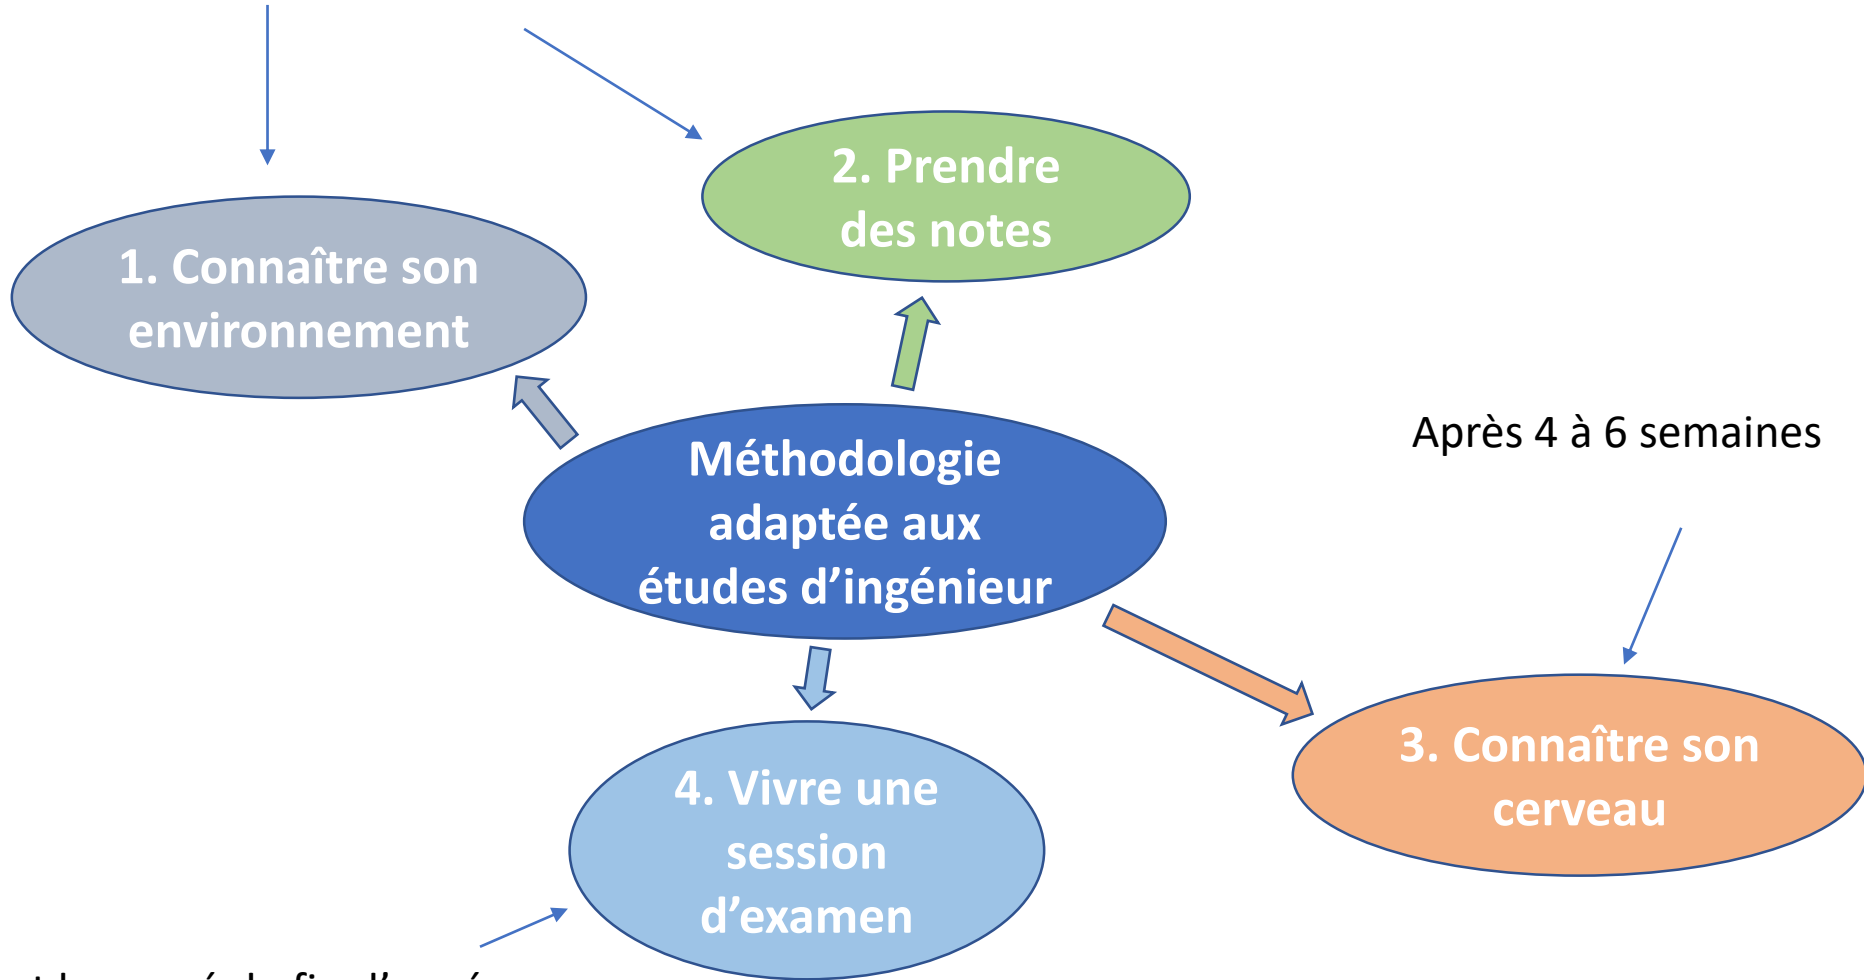 2. Prendre
des notes
1. Connaître son
environnement
Méthodologie
adaptée aux
études d’ingénieur
Après 4 à 6 semaines
3. Connaître son
cerveau
4. Vivre une
session
d’examen